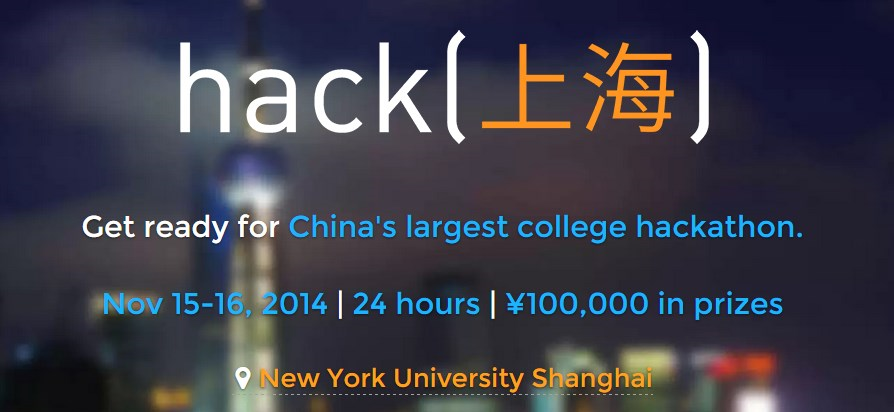 hack(上海)
Get ready for China's largest college hackathon.
Nov 15-16, 2014 | 24 hours | ¥100,000 in prizes
New York University Shanghai